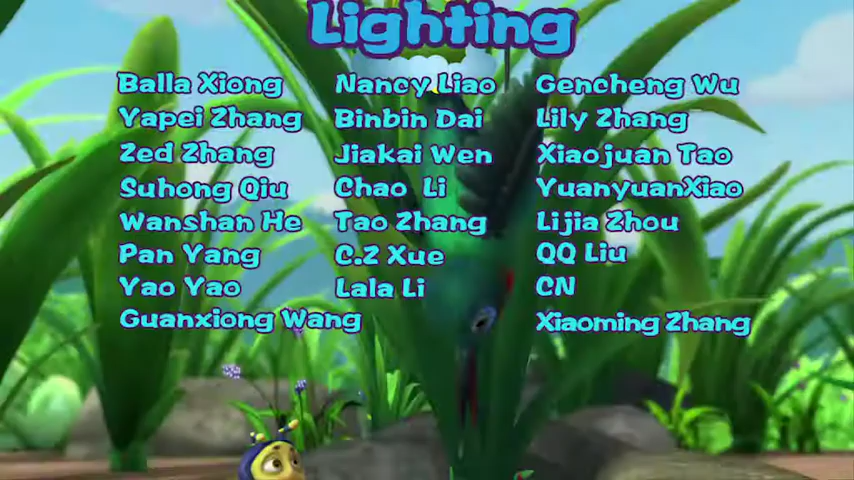 Lighting
Balla Xiong Nancy Liao Gencheng Wu
Yapei Zhang Binbin Dai Lily Zhang
Zed Zhang Jiakai Wen Xiaojuan Tao
Suhong Qiu Chao Li YuanyuanXiao
Wanshan He Tao Zhang Lijia Zhou
Pan Yang C.Z Xue QQ Liu
Yao Yao Lala Li CN
Guanxiong Wang Xiaoming Zhang